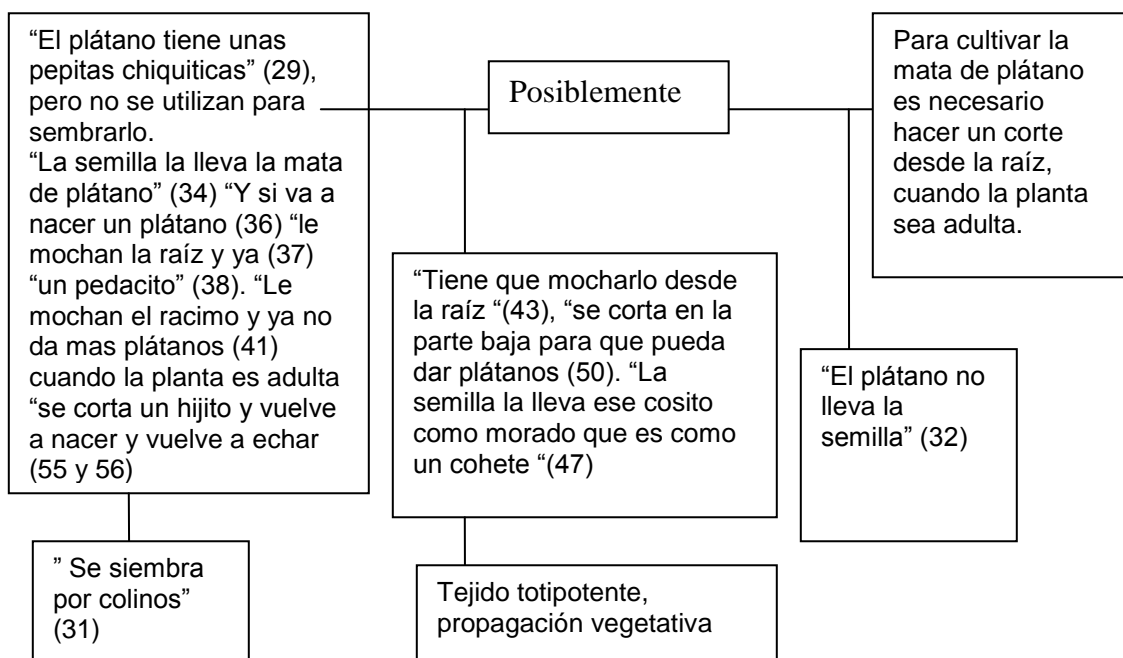 “El plátano tiene unas
pepitas chiquiticas” (29),
pero no se utilizan para
sembrarlo.
“La semilla la lleva la mata
de plátano” (34) “Y si va a
nacer un plátano (36) “le
mochan la raíz y ya (37)
“un pedacito” (38). “Le
mochan el racimo y ya no
da mas plátanos (41)
cuando la planta es adulta
“se corta un hijito y vuelve
a nacer y vuelve a echar
(55 y 56)
” Se siembra
por colinos”
(31)
Posiblemente
“Tiene que mocharlo desde
la raíz “(43), “se corta en la
parte baja para que pueda
dar plátanos (50). “La
semilla la lleva ese cosito
como morado que es como
un cohete “(47)
Tejido totipotente,
propagación vegetativa
Para cultivar la
mata de plátano
es necesario
hacer un corte
desde la raíz,
cuando la planta
sea adulta.
“El plátano no
lleva la
semilla” (32)